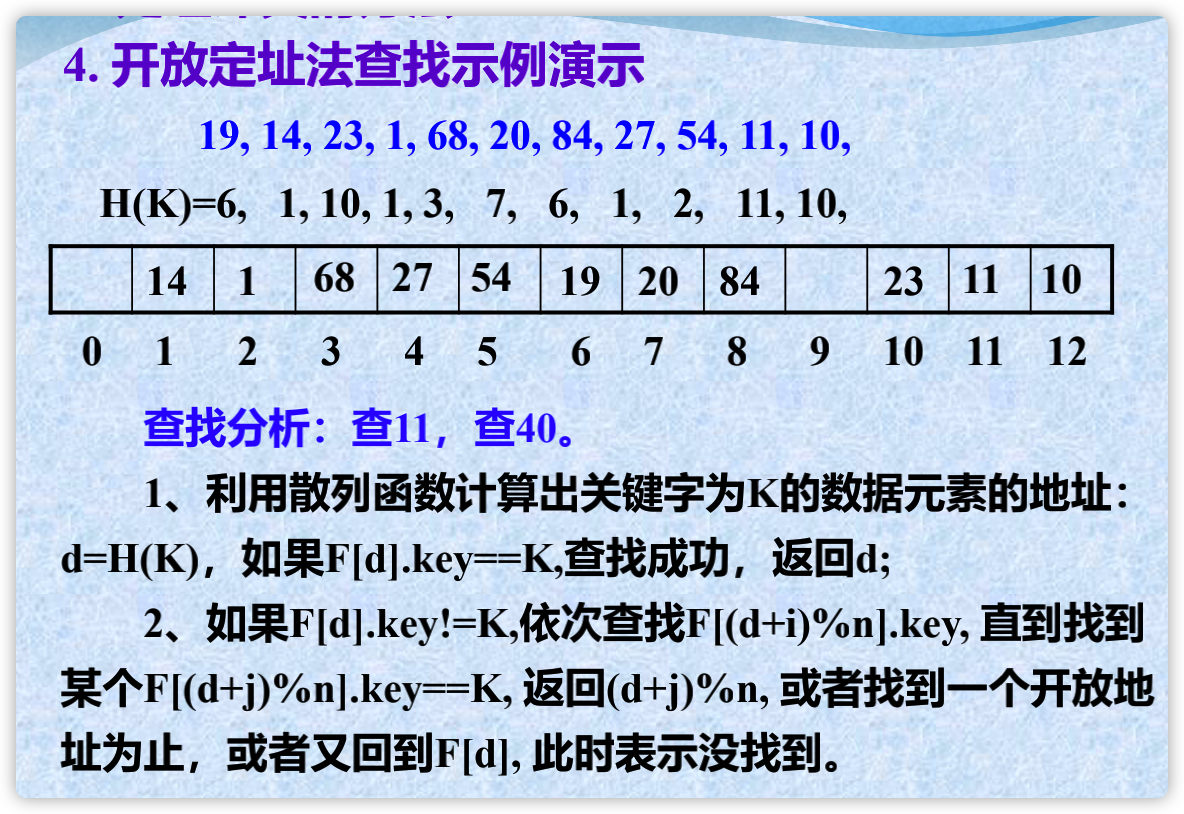 4. 开放定址法查找示例演示
19, 14, 23, 1, 68, 20, 84, 27, 54, 11, 10,
H(K)=6, 1, 10, 1, 3, 7, 6, 1, 2, 11, 10,
14 1 68 27 54 19 20 84 23 11 10
0 1 2 3 4 5 6 7 8 9 10 11 12
查找分析：查11，查40。
1、利用散列函数计算出关键字为K的数据元素的地址：
d=H(K)，如果F[d].key==K,查找成功，返回d;
2、如果F[d].key!=K,依次查找F[(d+i)%n].key, 直到找到
某个F[(d+j)%n].key==K, 返回(d+j)%n, 或者找到一个开放地
址为止，或者又回到F[d], 此时表示没找到。